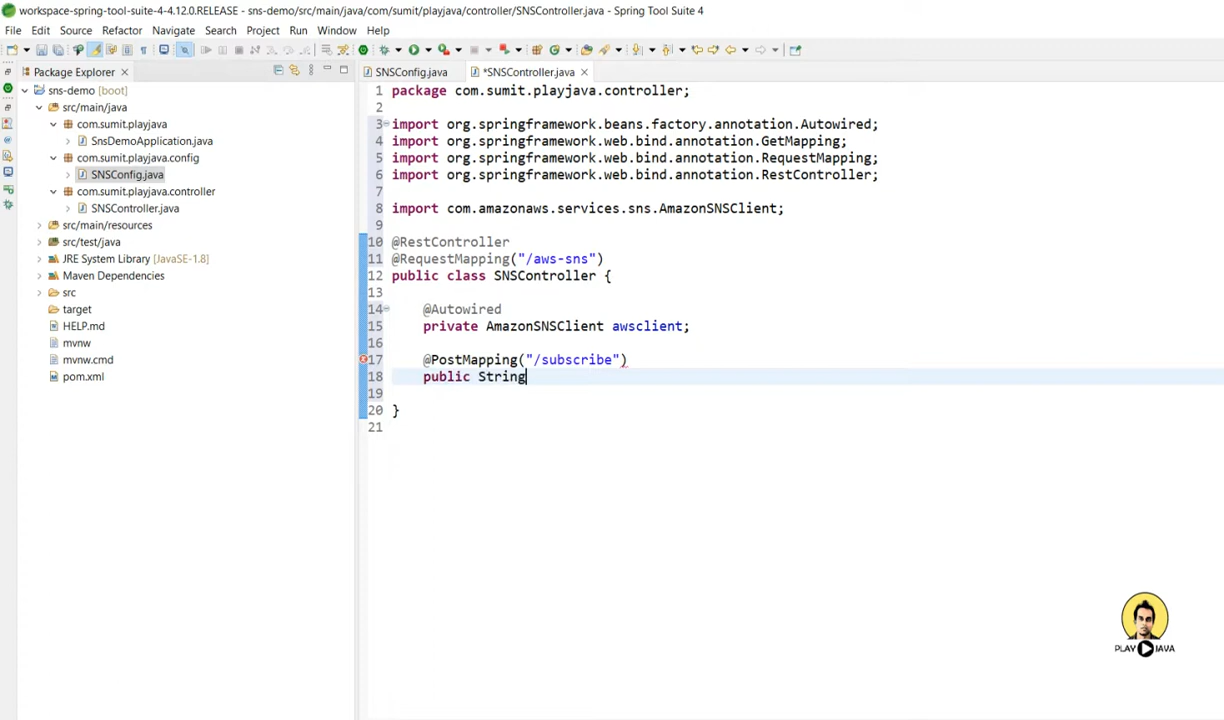 workspace-spring-tool-suite-4-4.12.0.RELEASE - sns-demo/src/main/java/com/sumit/playjava/controller/SNSController.java - Spring Tool Suite 4
File Edit Source Refactor Navigate Search Project Run Window Help
Package Explorer
SNSConfig.java
*SNSController.java
sns-demo [boot]
src/main/java
com.sumit.playjava
SnsDemoApplication.java
com.sumit.playjava.config
SNSConfig.java
com.sumit.playjava.controller
SNSController.java
src/main/resources
src/test/java
JRE System Library [JavaSE-1.8]
Maven Dependencies
src
target
HELP.md
mvnw
mvnw.cmd
pom.xml
1 package com.sumit.playjava.controller;
2
3 import org.springframework.beans.factory.annotation.Autowired;
4 import org.springframework.web.bind.annotation.GetMapping;
5 import org.springframework.web.bind.annotation.RequestMapping;
6 import org.springframework.web.bind.annotation.RestController;
7
8 import com.amazonaws.services.sns.AmazonSNSClient;
9
10 @RestController
11 @RequestMapping("/aws-sns")
12 public class SNSController {
13
14 @Autowired
15 private AmazonSNSClient awsclient;
16
17 @PostMapping("/subscribe")
18 public String
19
20 }
21
PLAY JAVA